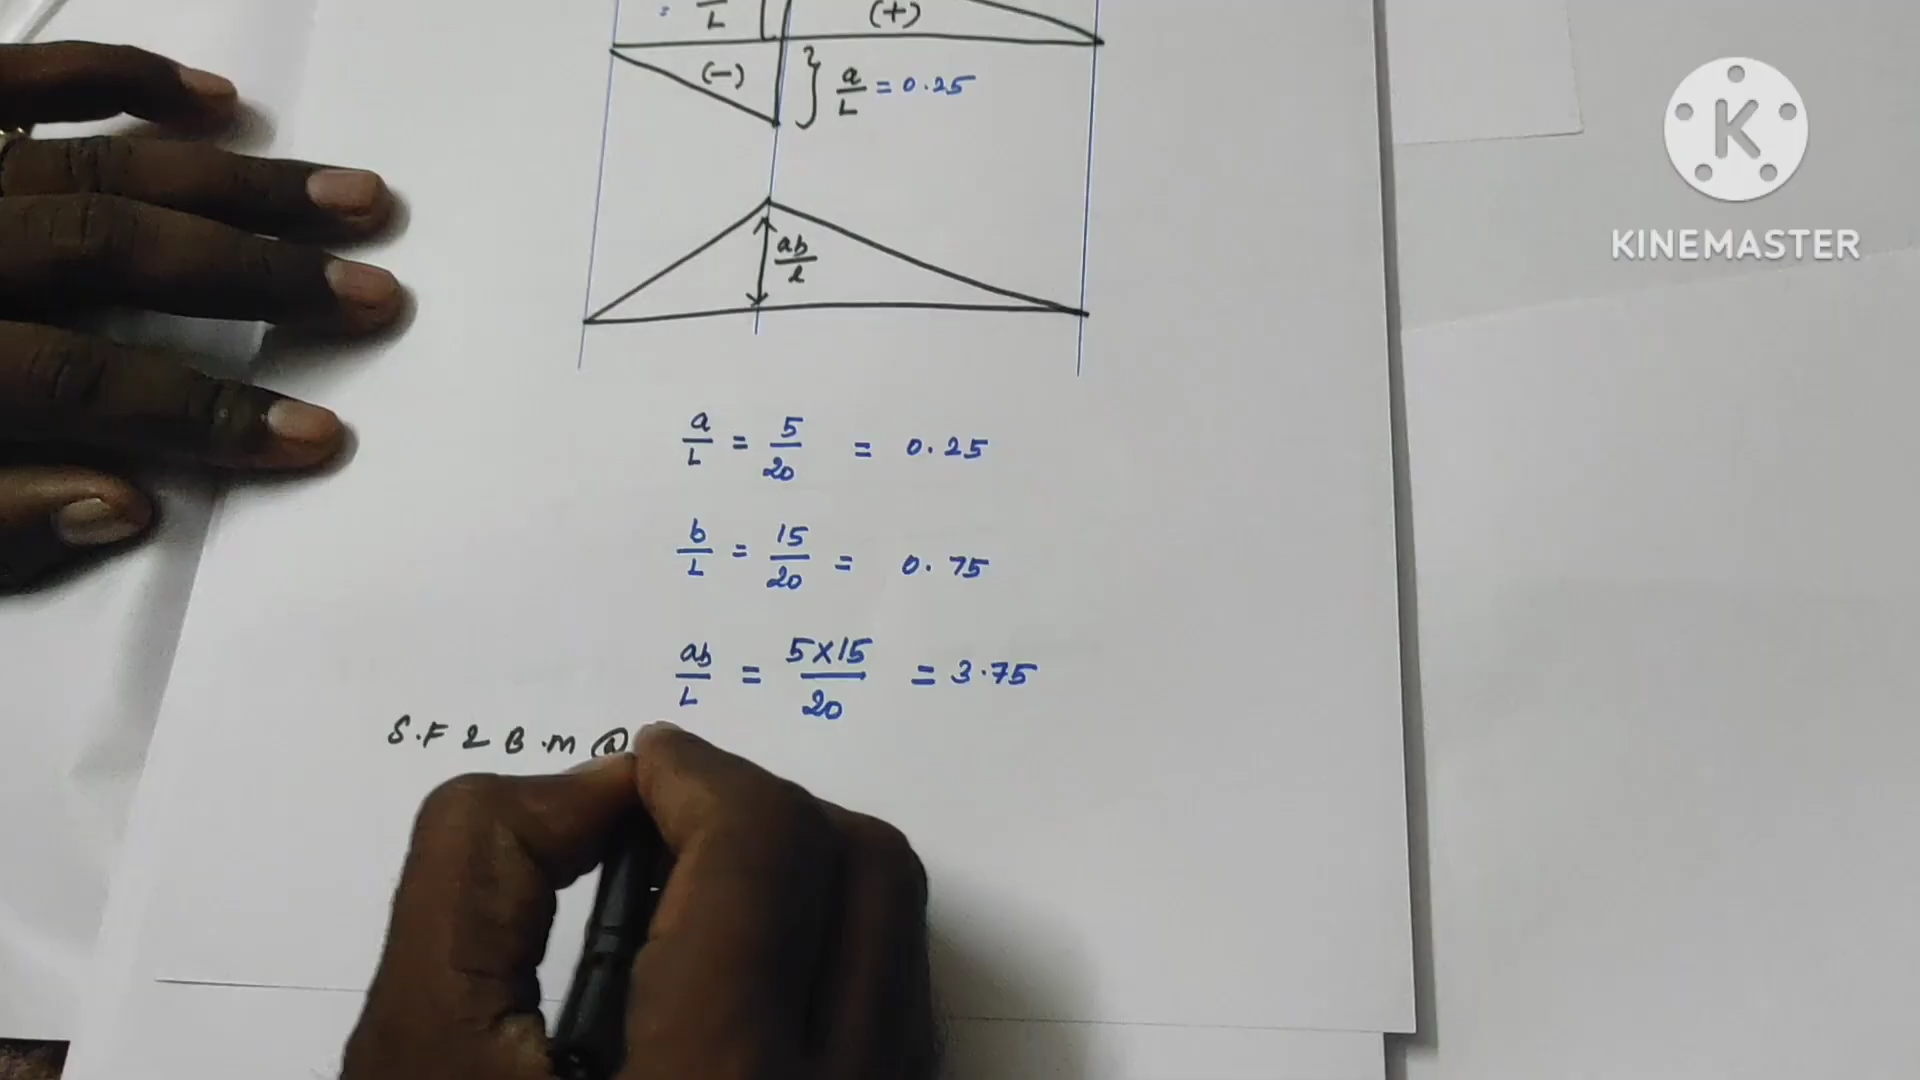 = /L (+)
(-) } a/L = 0.25
K
KINEMASTER
ab/l
a/L = 5/20 = 0.25
b/L = 15/20 = 0.75
ab/L = 5x15/20 = 3.75
S.F & B.M @